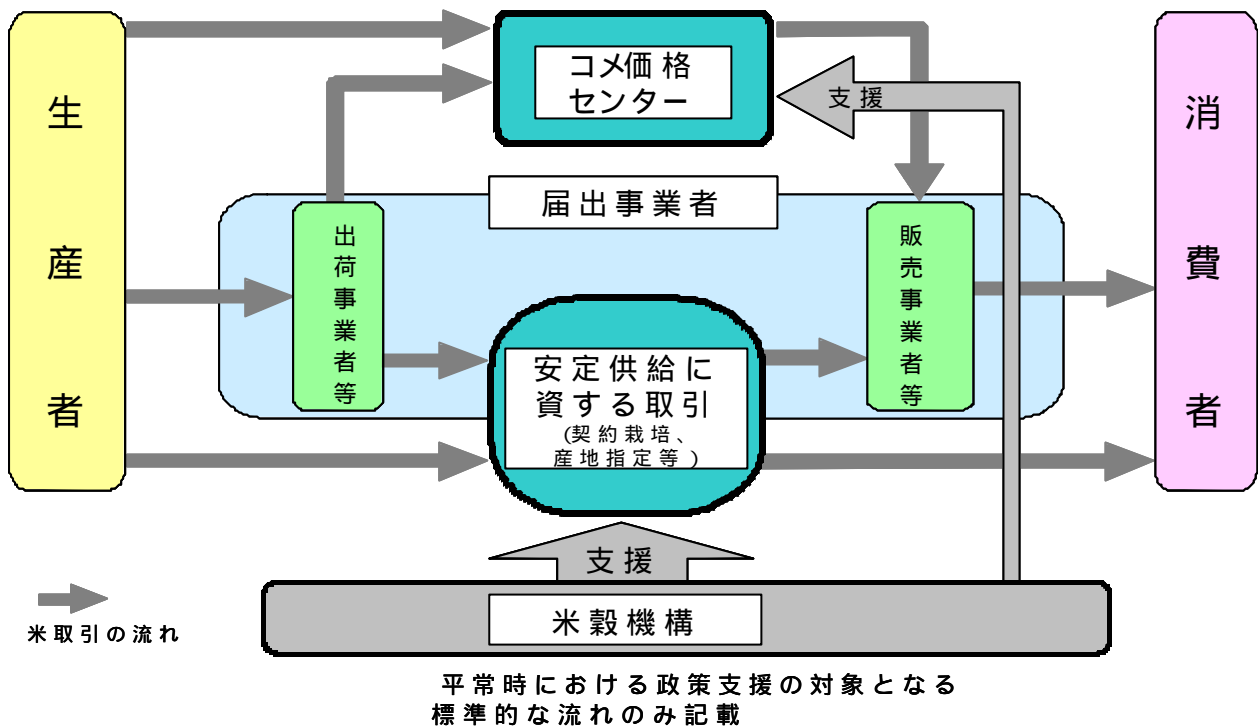 生産者
コメ価格
センター
支援
消費者
届出事業者
出荷事業者等
販売事業者等
安定供給に
資する取引
(契約栽培、
産地指定等)
支援
米穀機構
米取引の流れ
平常時における政策支援の対象となる
標準的な流れのみ記載